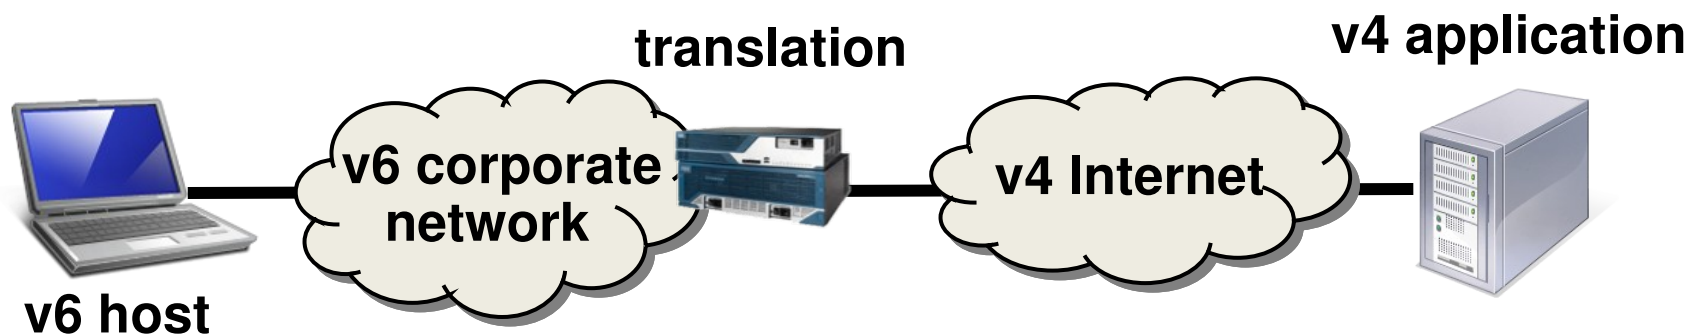 translation
v4 application
v6 corporate
network
v4 Internet
v6 host